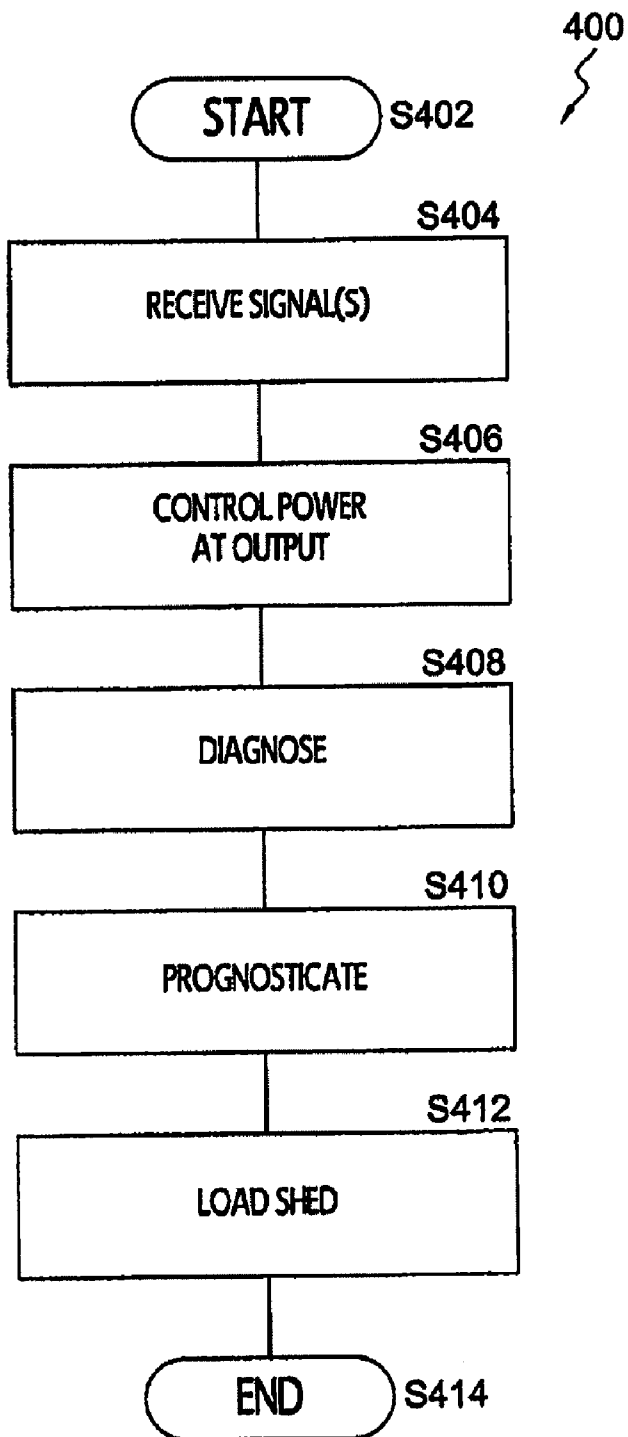 400
START S402
S404
RECEIVE SIGNAL(S)
S406
CONTROL POWER
AT OUTPUT
S408
DIAGNOSE
S410
PROGNOSTICATE
S412
LOAD SHED
END S414